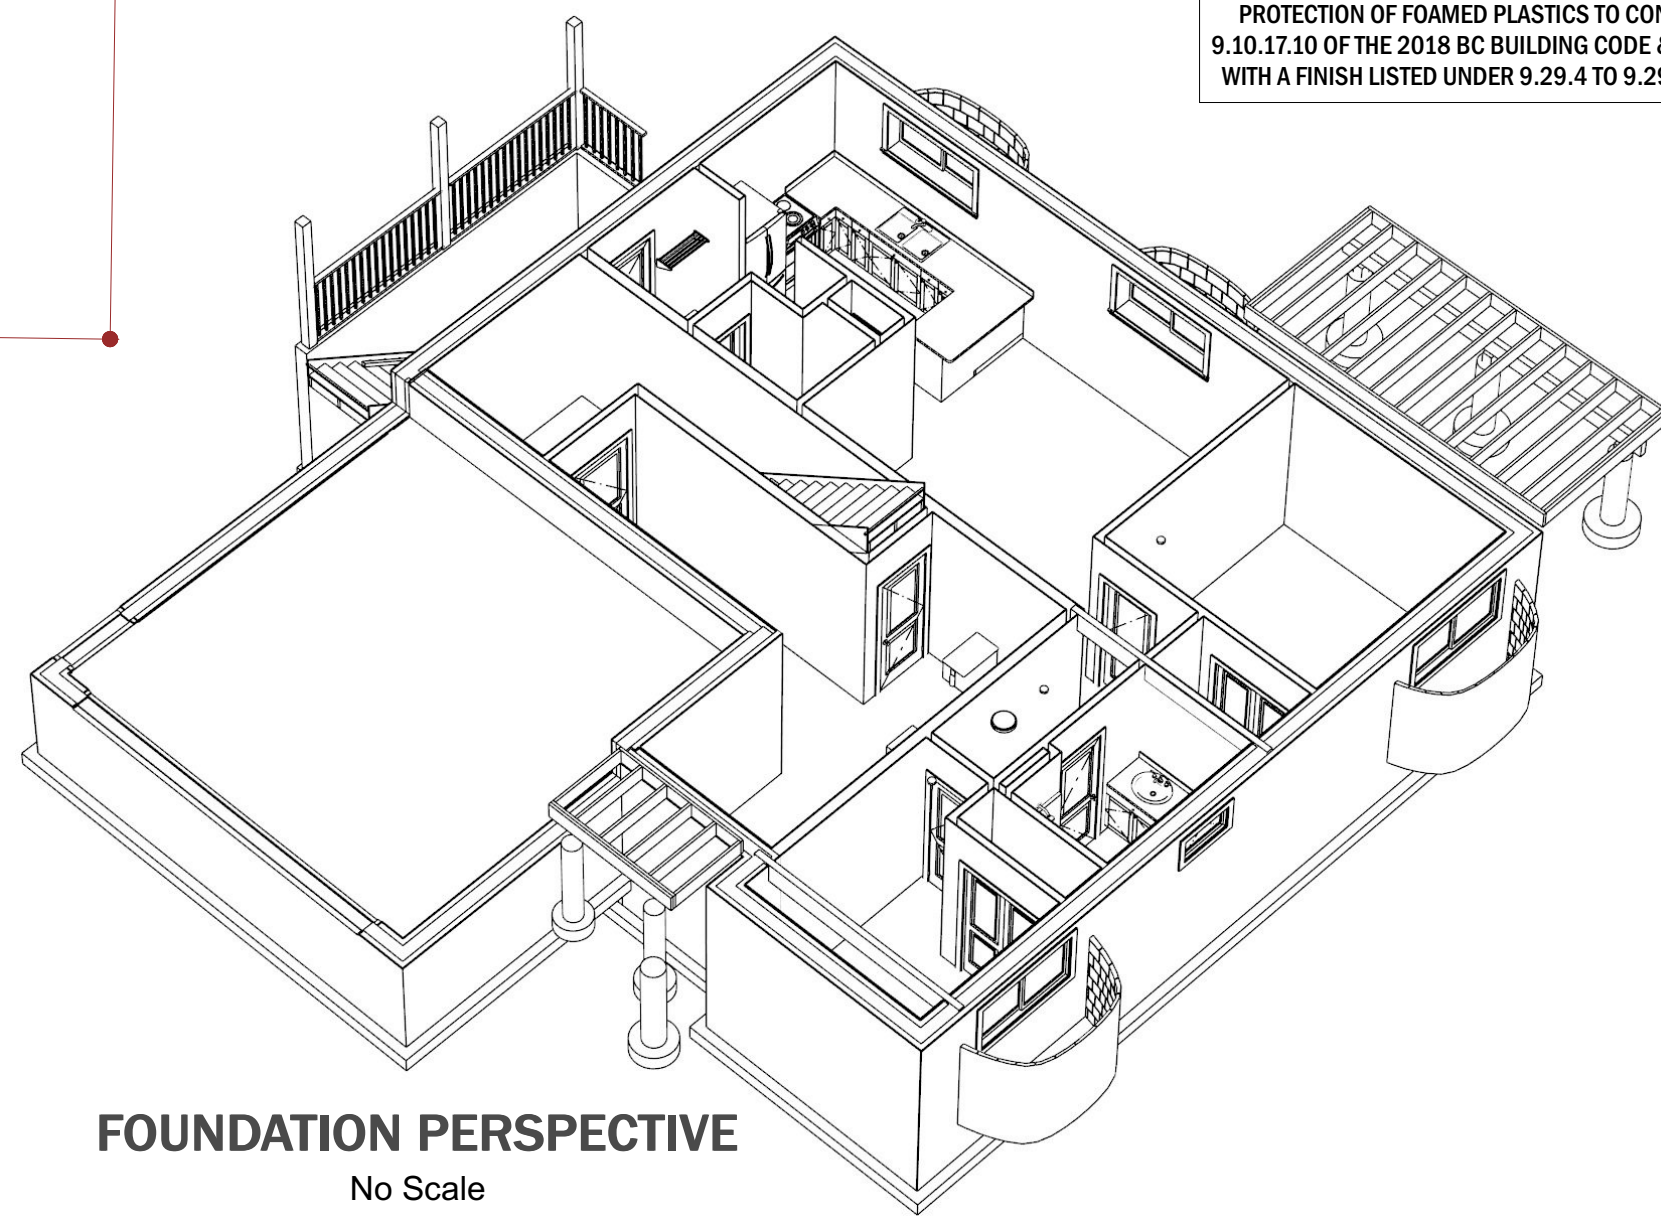 PROTECTION OF FOAMED PLASTICS TO
9.10.17.10 OF THE 2018 BC BUILDING CODE
WITH A FINISH LISTED UNDER 9.29.4 TO
FOUNDATION PERSPECTIVE
No Scale